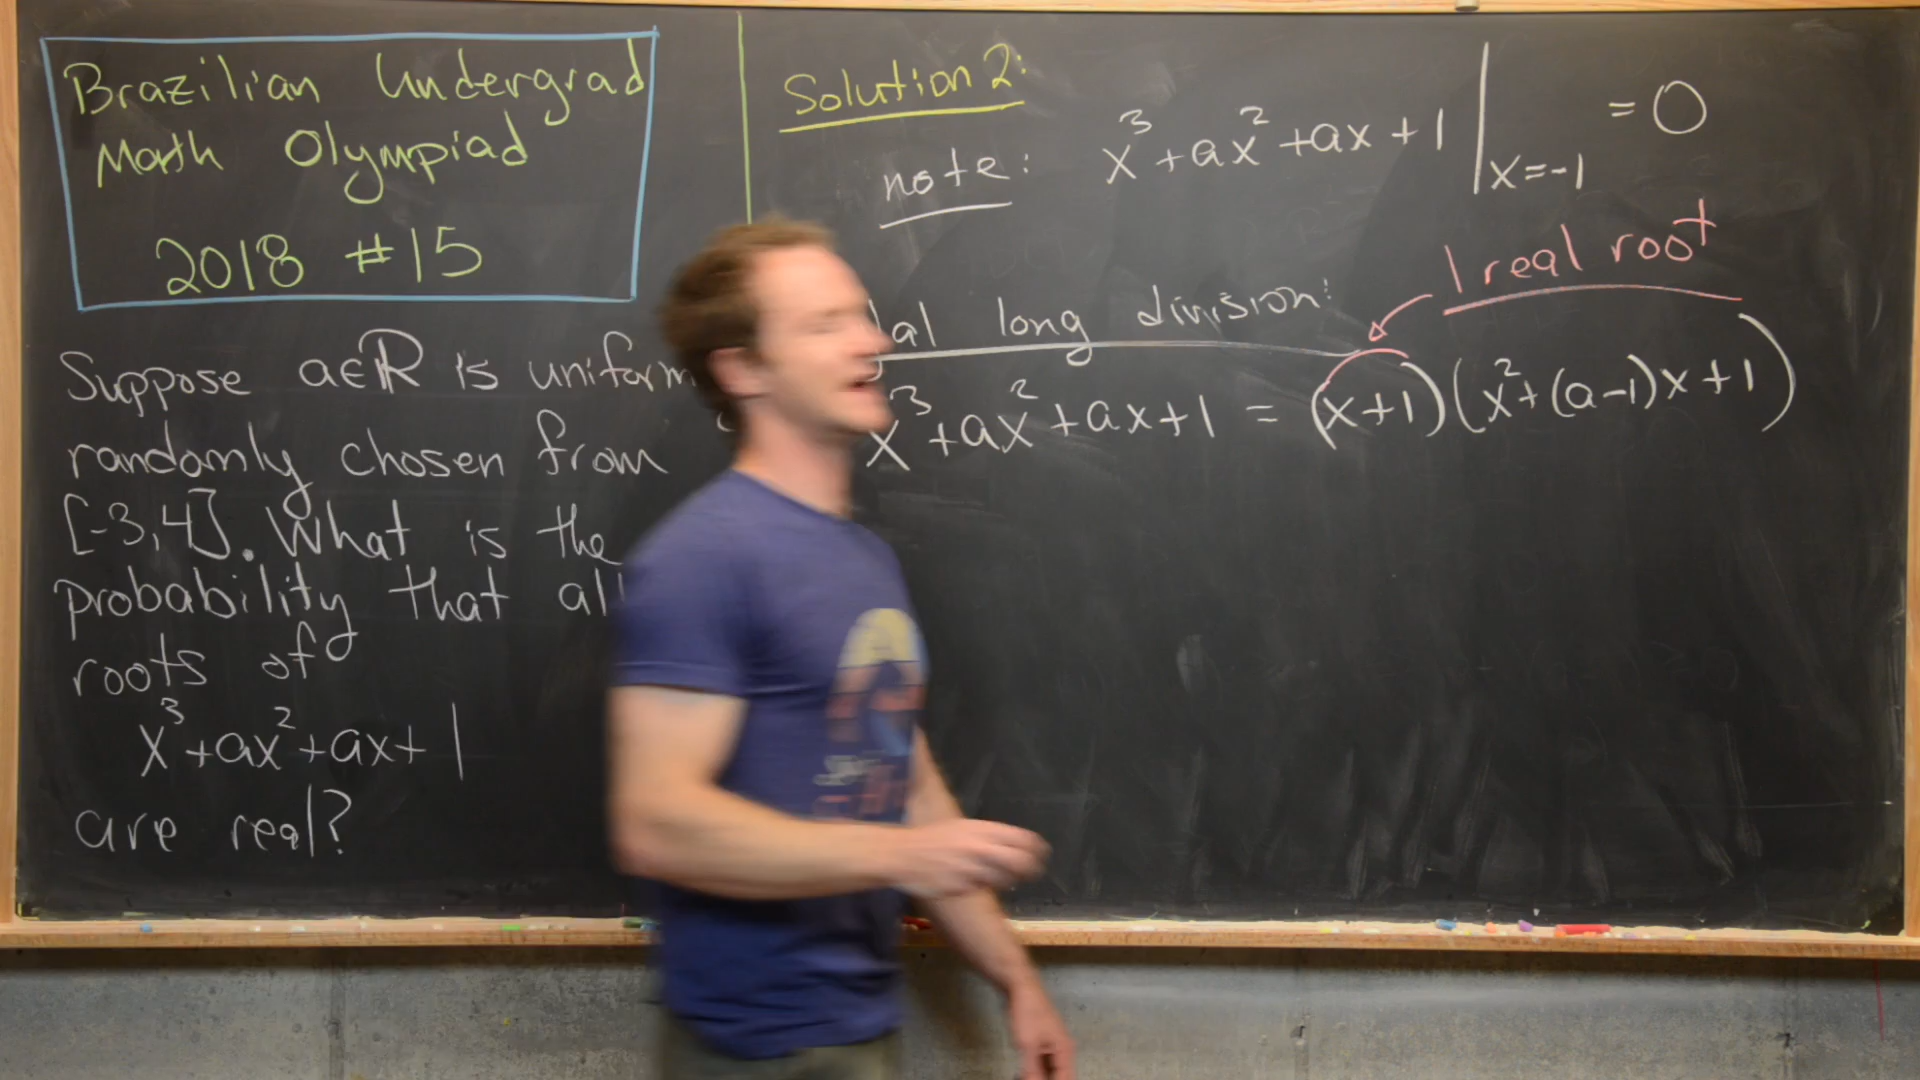 Brazilian Undergrad
Math Olympiad
2018 #15
Suppose a∈ℝ is uniform
randomly chosen from
[-3,4]. What is the
probability that all
roots of
x³+ax²+ax+1
are real?
Solution 2:
note: x³+ax²+ax+1 |x=-1 = 0
1 real root
long division:
x³+ax²+ax+1 = (x+1)(x²+(a-1)x+1)